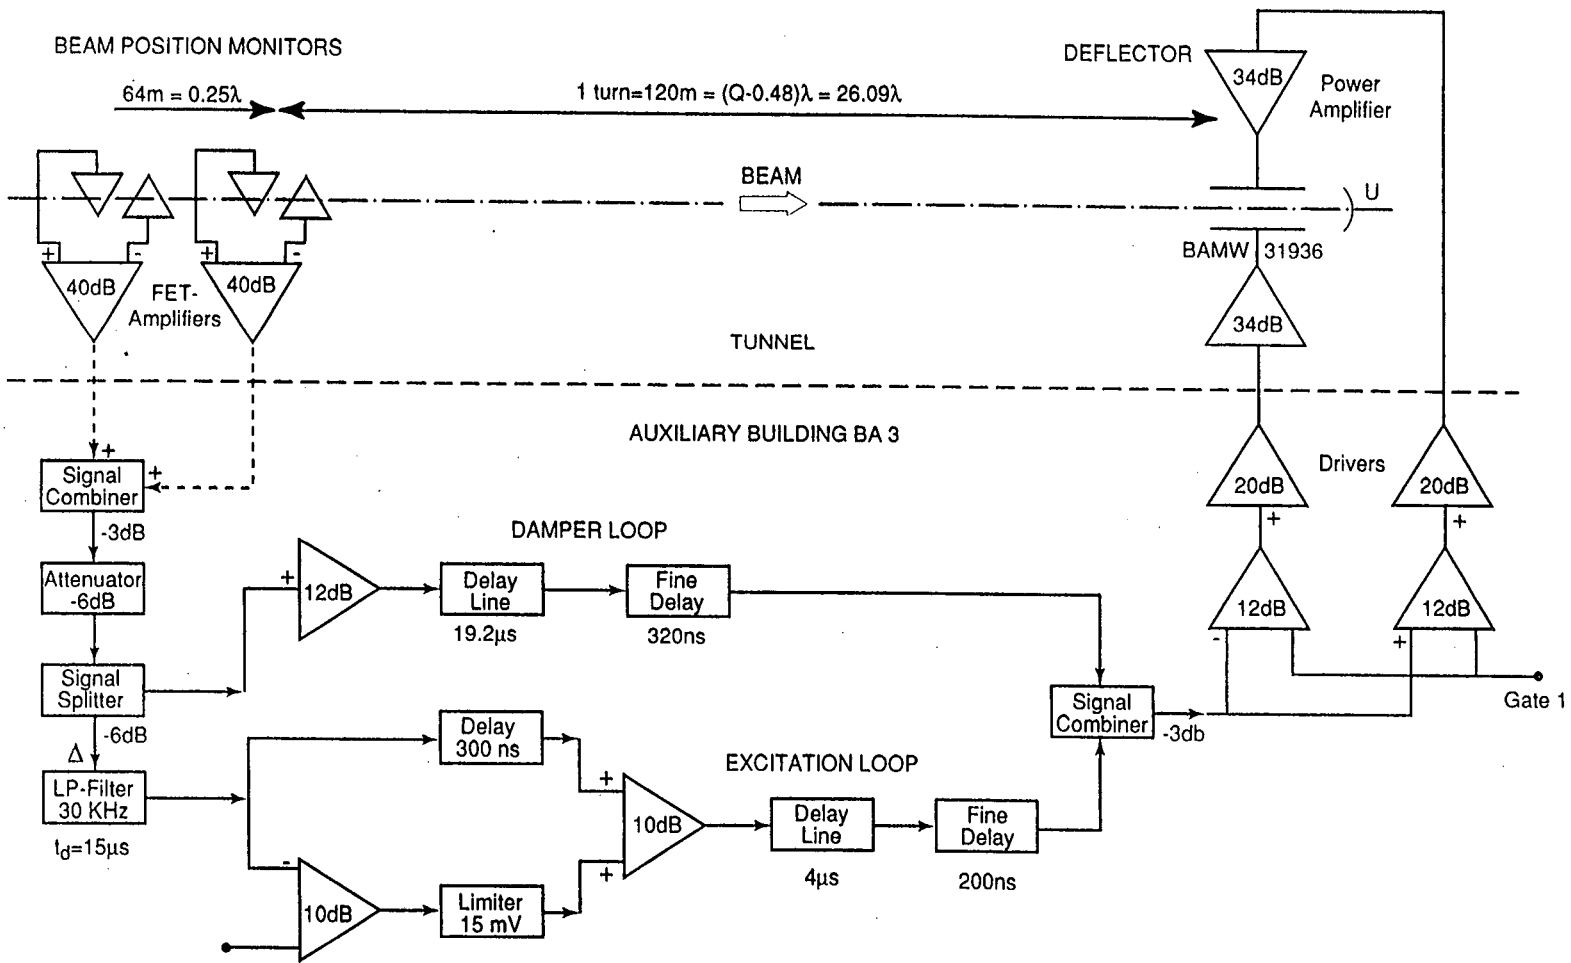 BEAM POSITION MONITORS
DEFLECTOR
64m = 0.25λ
1 turn=120m = (Q-0.48)λ = 26.09λ
34dB
Power
Amplifier
BEAM
U
+
-
+
-
40dB
FET-
Amplifiers
40dB
BAMW
31936
34dB
TUNNEL
AUXILIARY BUILDING BA 3
+
Signal
Combiner
+
-3dB
Attenuator
-6dB
Signal
Splitter
-6dB
Δ
LP-Filter
30 KHz
td=15µs
DAMPER LOOP
+
12dB
Delay
Line
19.2µs
Fine
Delay
320ns
Delay
300 ns
EXCITATION LOOP
-
10dB
Limiter
15 mV
+
+
10dB
Delay
Line
4µs
Fine
Delay
200ns
Signal
Combiner
-3db
Drivers
20dB
20dB
+
+
12dB
12dB
-
+
Gate 1